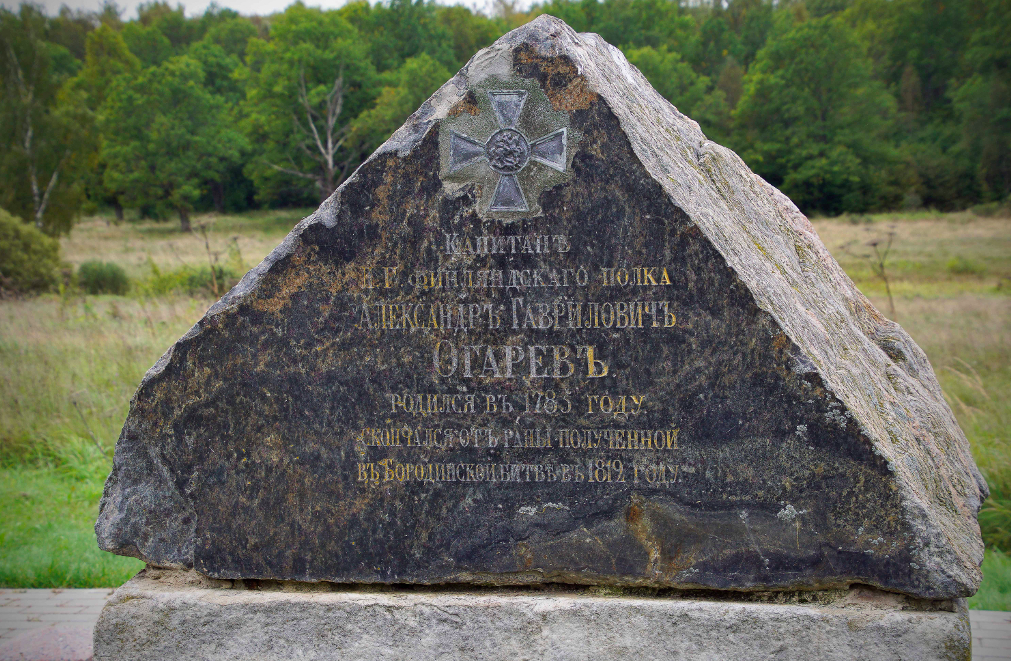 КАПИТАНЪ
Л. Г. ФИНЛЯНДСКАГО ПОЛКА
АЛЕКСАНДРЪ ГАВРИЛОВИЧЪ
ОГАРЕВЪ.
РОДИЛСЯ ВЪ 1785 ГОДУ.
СКОНЧАЛСЯ ОТЪ РАНЫ ПОЛУЧЕННОЙ
ВЪ БОРОДИНСКОЙ БИТВѢ ВЪ 1812 ГОДУ.